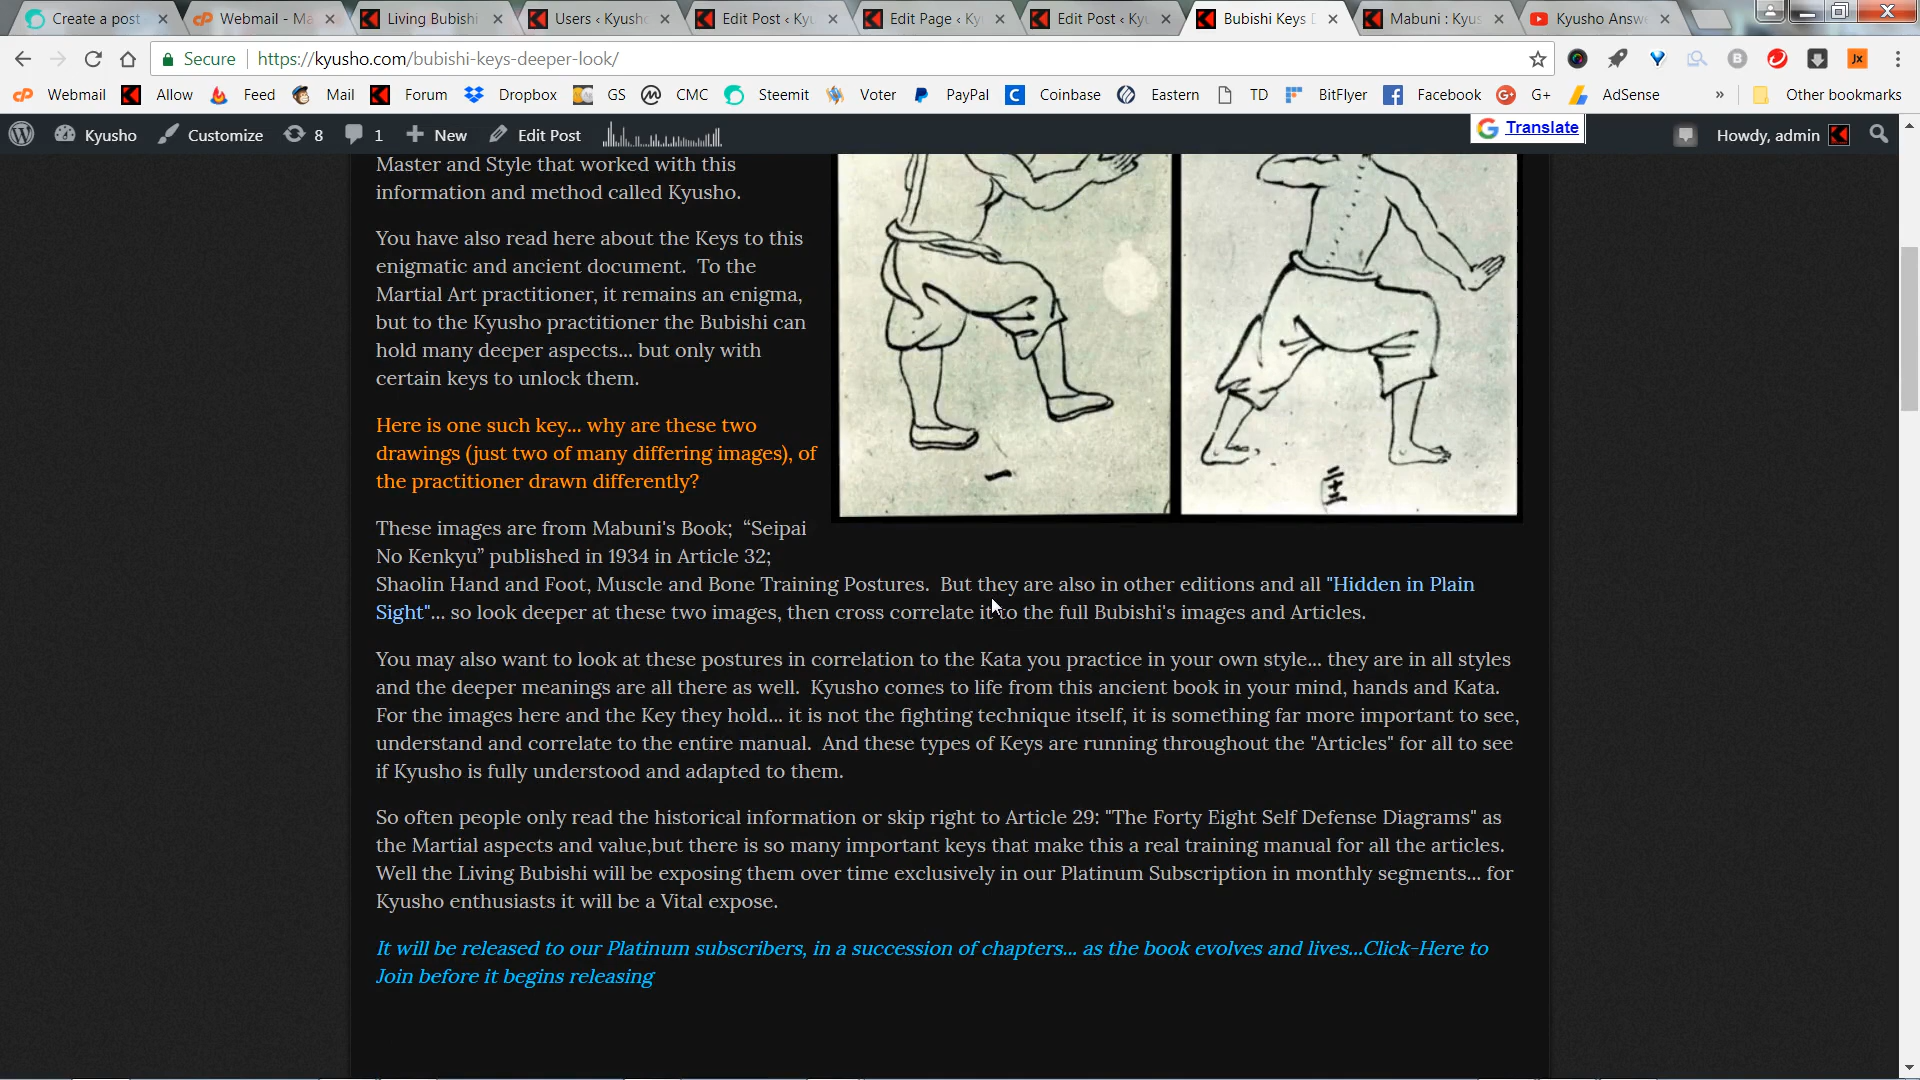 Create a post
Webmail - Ma
Living Bubishi
Users ‹ Kyusho
Edit Post ‹ Kyu
Edit Page ‹ Ky
Edit Post ‹ Kyu
Bubishi Keys D
Mabuni : Kyus
Kyusho Answ
Secure
https://kyusho.com/bubishi-keys-deeper-look/
Webmail
Allow
Feed
Mail
Forum
Dropbox
GS
CMC
Steemit
Voter
PayPal
Coinbase
Eastern
TD
BitFlyer
Facebook
G+
AdSense
»
Other bookmarks
Kyusho
Customize
8
1
New
Edit Post
Translate
Howdy, admin
Master and Style that worked with this
information and method called Kyusho.
You have also read here about the Keys to this
enigmatic and ancient document. To the
Martial Art practitioner, it remains an enigma,
but to the Kyusho practitioner the Bubishi can
hold many deeper aspects... but only with
certain keys to unlock them.
Here is one such key... why are these two
drawings (just two of many differing images), of
the practitioner drawn differently?
一
二十三
These images are from Mabuni's Book; “Seipai
No Kenkyu” published in 1934 in Article 32;
Shaolin Hand and Foot, Muscle and Bone Training Postures. But they are also in other editions and all "Hidden in Plain
Sight"... so look deeper at these two images, then cross correlate it to the full Bubishi's images and Articles.
You may also want to look at these postures in correlation to the Kata you practice in your own style... they are in all styles
and the deeper meanings are all there as well. Kyusho comes to life from this ancient book in your mind, hands and Kata.
For the images here and the Key they hold... it is not the fighting technique itself, it is something far more important to see,
understand and correlate to the entire manual. And these types of Keys are running throughout the "Articles" for all to see
if Kyusho is fully understood and adapted to them.
So often people only read the historical information or skip right to Article 29: "The Forty Eight Self Defense Diagrams" as
the Martial aspects and value,but there is so many important keys that make this a real training manual for all the articles.
Well the Living Bubishi will be exposing them over time exclusively in our Platinum Subscription in monthly segments... for
Kyusho enthusiasts it will be a Vital expose.
It will be released to our Platinum subscribers, in a succession of chapters... as the book evolves and lives...Click-Here to
Join before it begins releasing